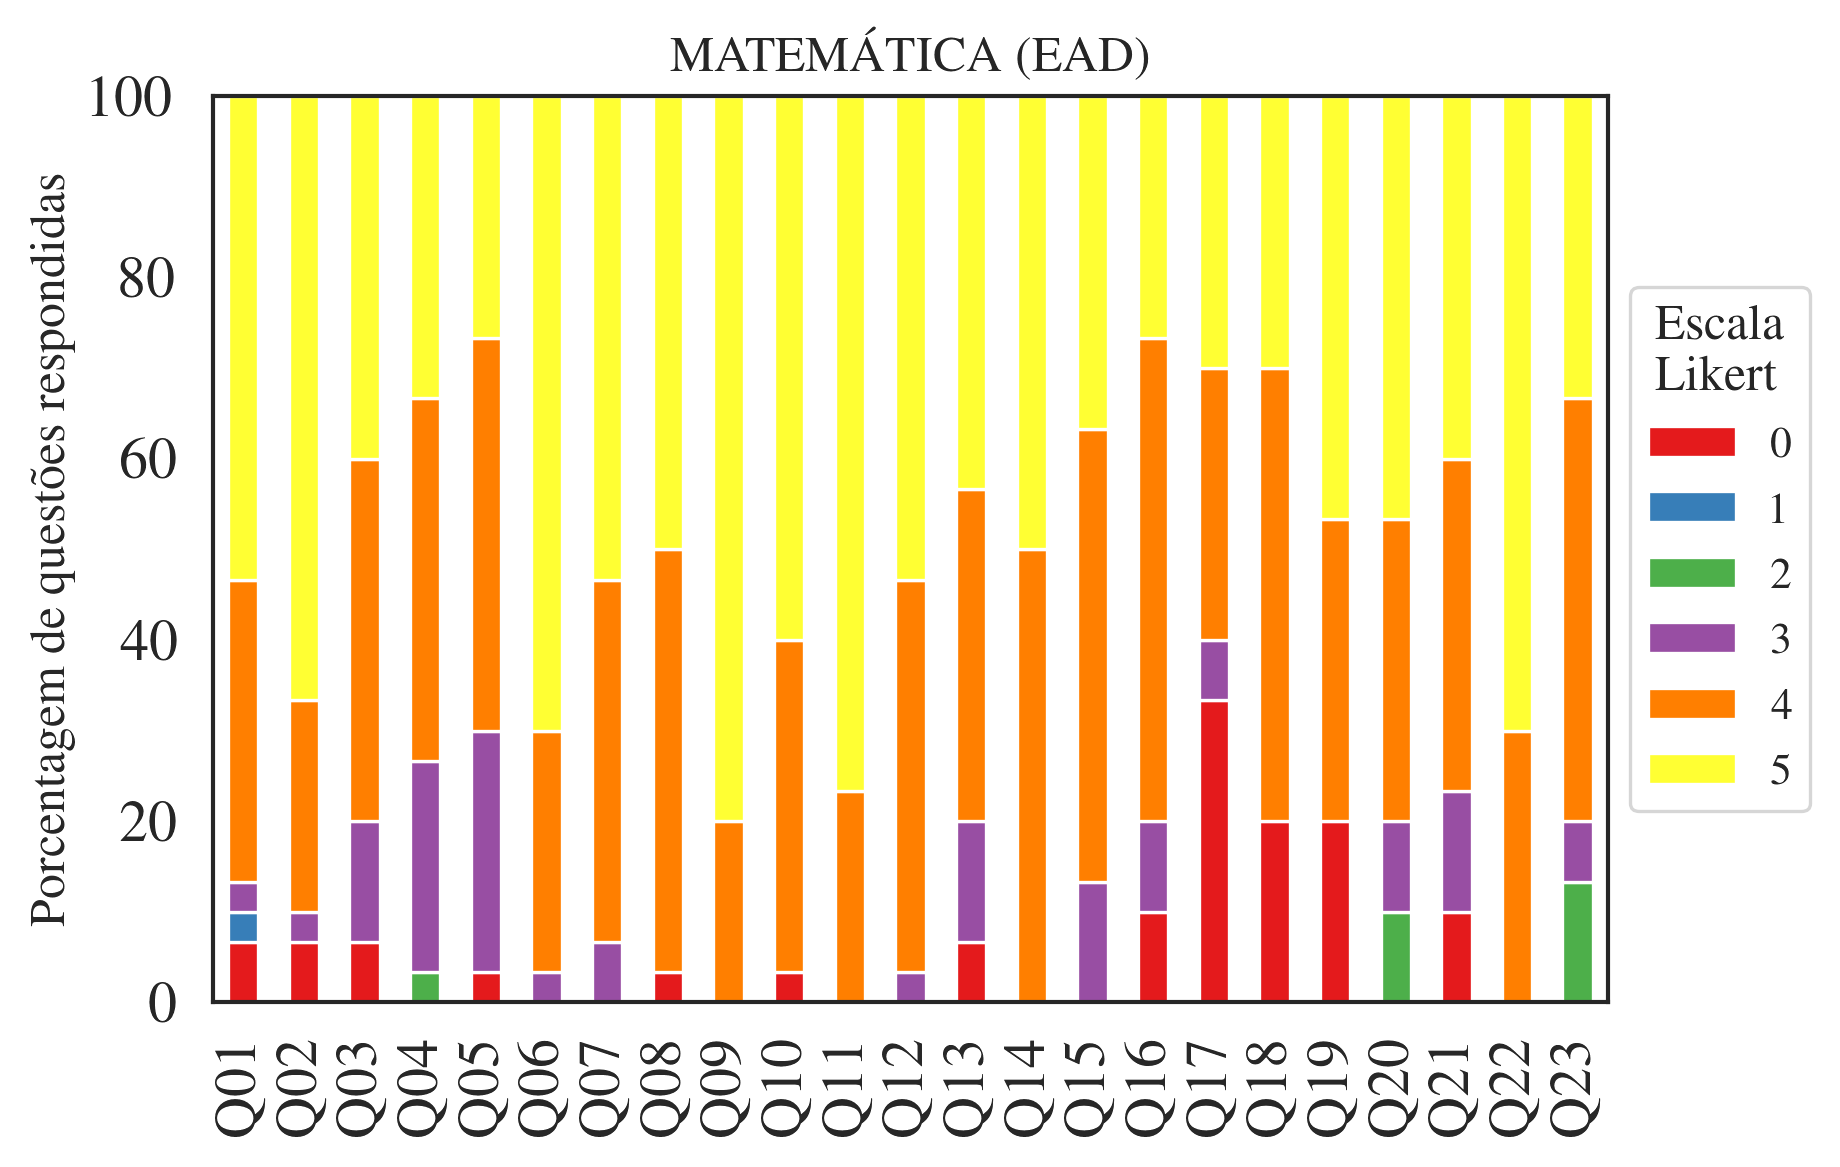 MATEMÁTICA (EAD)
Porcentagem de questões respondidas
100
80
60
40
20
0
Q01 Q02 Q03 Q04 Q05 Q06 Q07 Q08 Q09 Q10 Q11 Q12 Q13 Q14 Q15 Q16 Q17 Q18 Q19 Q20 Q21 Q22 Q23
Escala
Likert
0
1
2
3
4
5